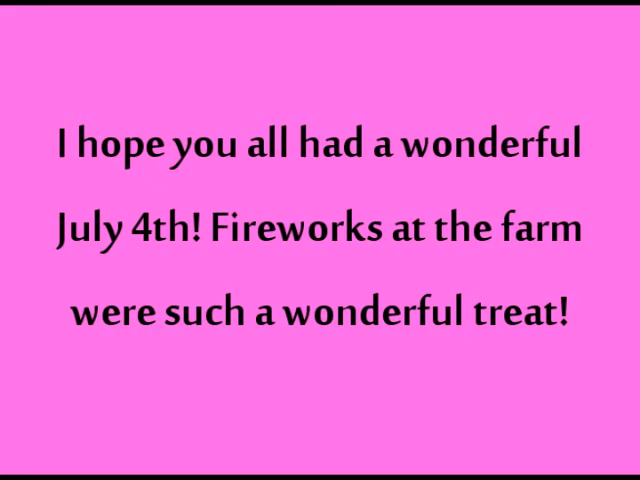 I hope you all had a wonderful
July 4th! Fireworks at the farm
were such a wonderful treat!